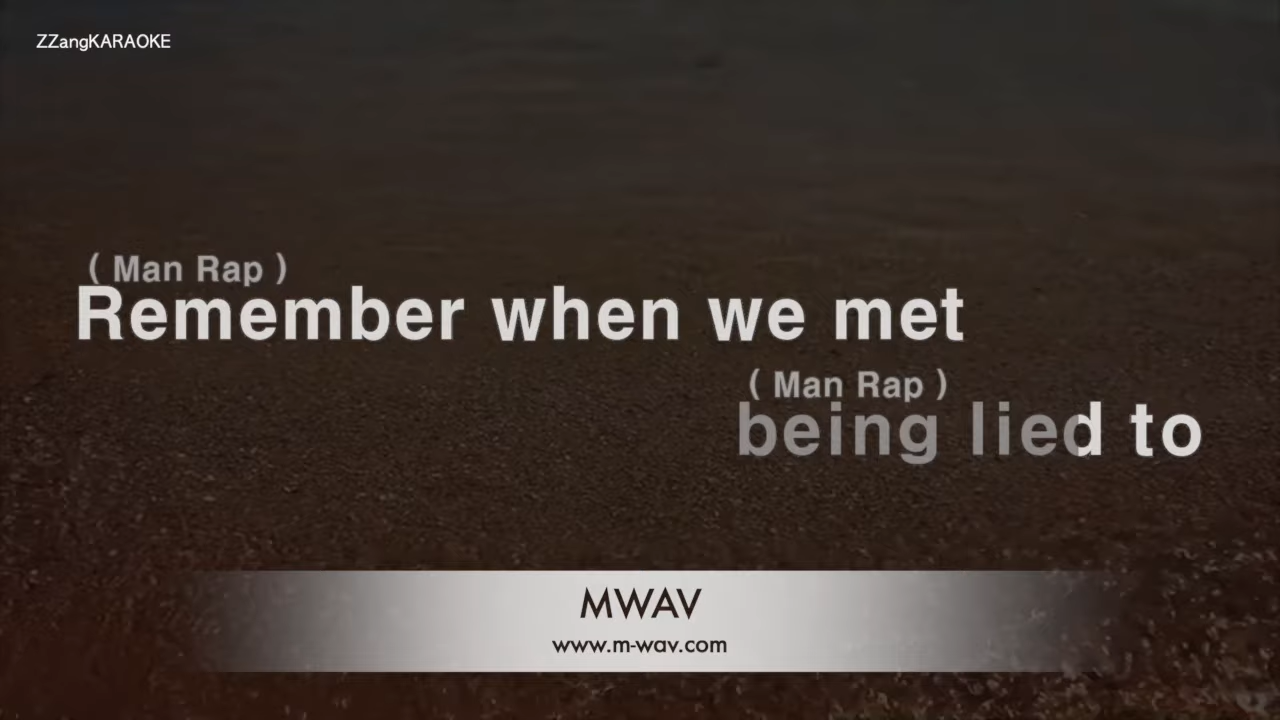 ZZangKARAOKE
( Man Rap )
Remember when we met
( Man Rap )
being lied to
MWAV
www.m-wav.com